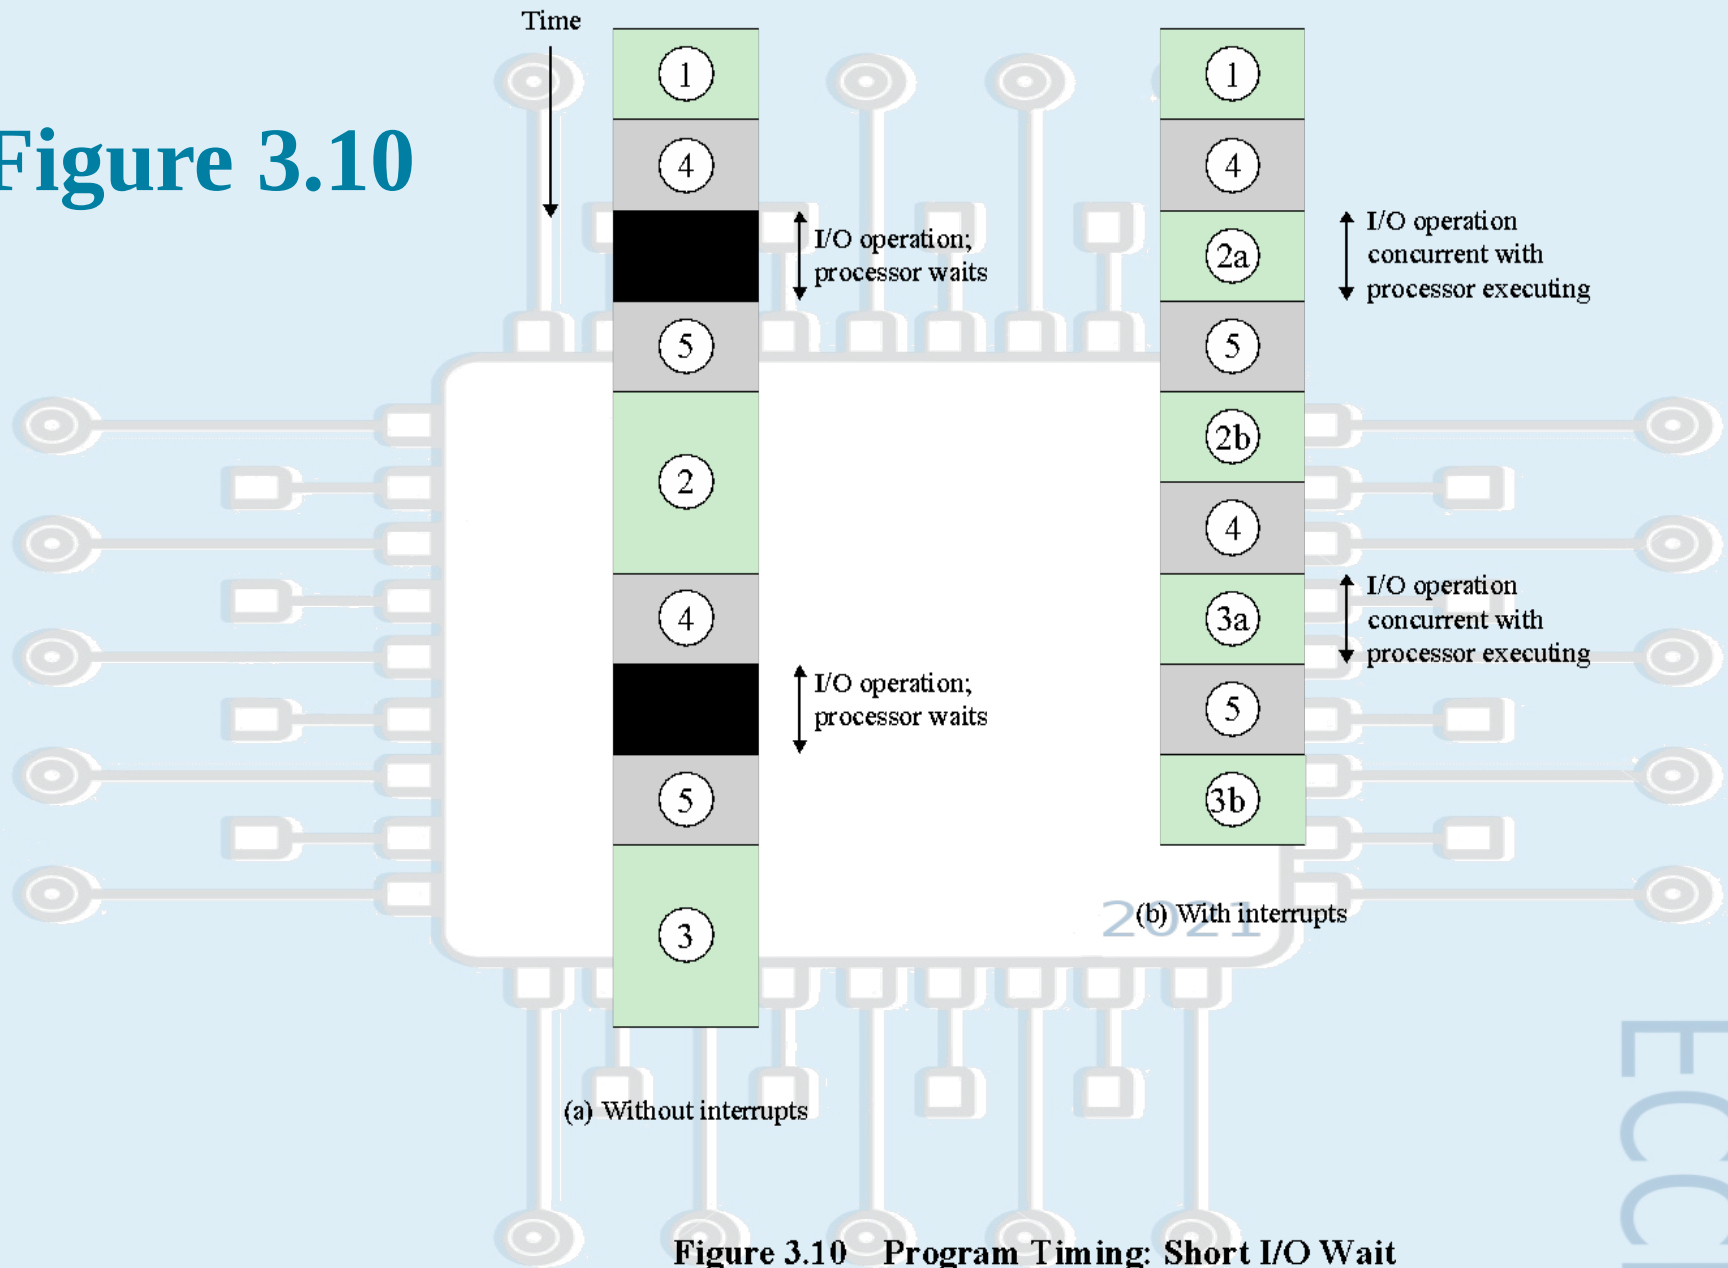 Time
Figure 3.10
1
4
I/O operation;
processor waits
5
2
4
I/O operation;
processor waits
5
3
(a) Without interrupts
1
4
2a
I/O operation
concurrent with
processor executing
5
2b
4
3a
I/O operation
concurrent with
processor executing
5
3b
2021
(b) With interrupts
Figure 3.10 Program Timing: Short I/O Wait